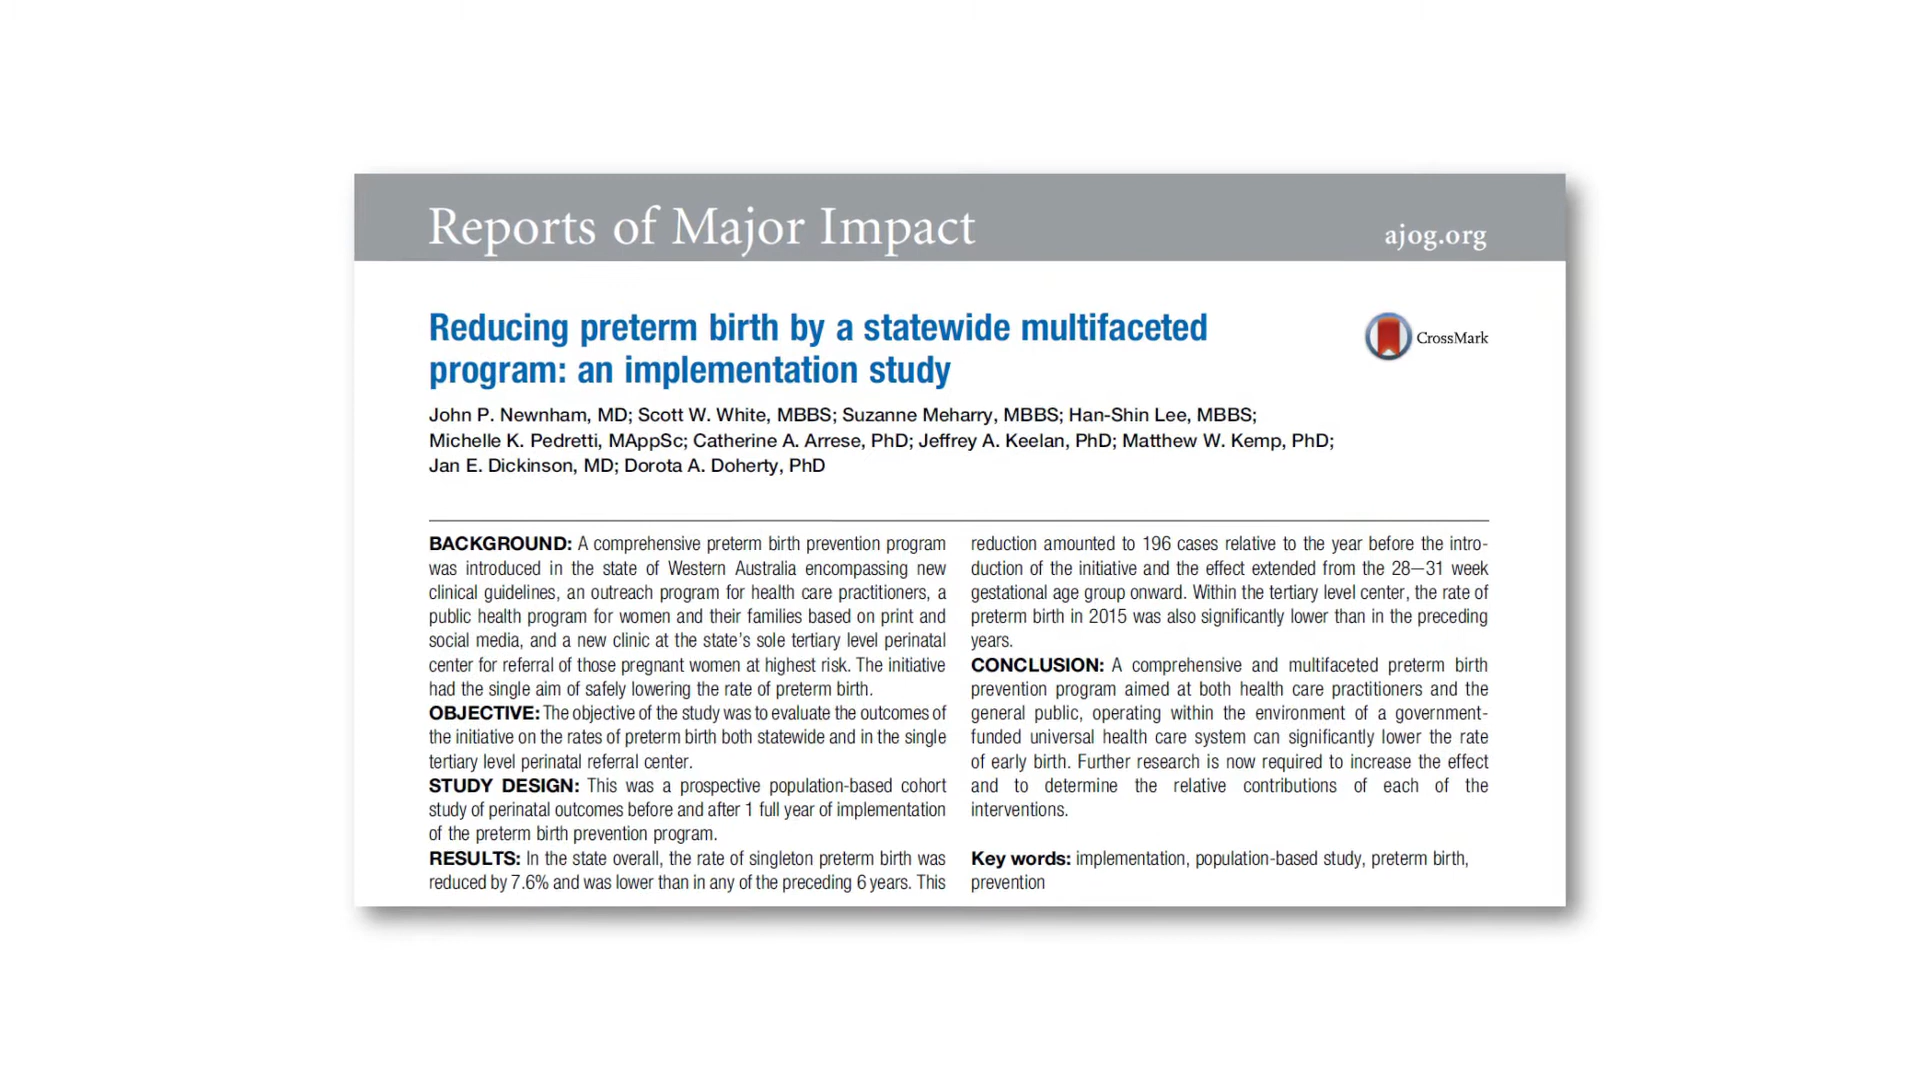 Reports of Major Impact
ajog.org
Reducing preterm birth by a statewide multifaceted
program: an implementation study
CrossMark
John P. Newnham, MD; Scott W. White, MBBS; Suzanne Meharry, MBBS; Han-Shin Lee, MBBS;
Michelle K. Pedretti, MAppSc; Catherine A. Arrese, PhD; Jeffrey A. Keelan, PhD; Matthew W. Kemp, PhD;
Jan E. Dickinson, MD; Dorota A. Doherty, PhD
BACKGROUND: A comprehensive preterm birth prevention program
was introduced in the state of Western Australia encompassing new
clinical guidelines, an outreach program for health care practitioners, a
public health program for women and their families based on print and
social media, and a new clinic at the state's sole tertiary level perinatal
center for referral of those pregnant women at highest risk. The initiative
had the single aim of safely lowering the rate of preterm birth.
OBJECTIVE: The objective of the study was to evaluate the outcomes of
the initiative on the rates of preterm birth both statewide and in the single
tertiary level perinatal referral center.
STUDY DESIGN: This was a prospective population-based cohort
study of perinatal outcomes before and after 1 full year of implementation
of the preterm birth prevention program.
RESULTS: In the state overall, the rate of singleton preterm birth was
reduced by 7.6% and was lower than in any of the preceding 6 years. This
reduction amounted to 196 cases relative to the year before the intro-
duction of the initiative and the effect extended from the 28—31 week
gestational age group onward. Within the tertiary level center, the rate of
preterm birth in 2015 was also significantly lower than in the preceding
years.
CONCLUSION: A comprehensive and multifaceted preterm birth
prevention program aimed at both health care practitioners and the
general public, operating within the environment of a government-
funded universal health care system can significantly lower the rate
of early birth. Further research is now required to increase the effect
and to determine the relative contributions of each of the
interventions.
Key words: implementation, population-based study, preterm birth,
prevention